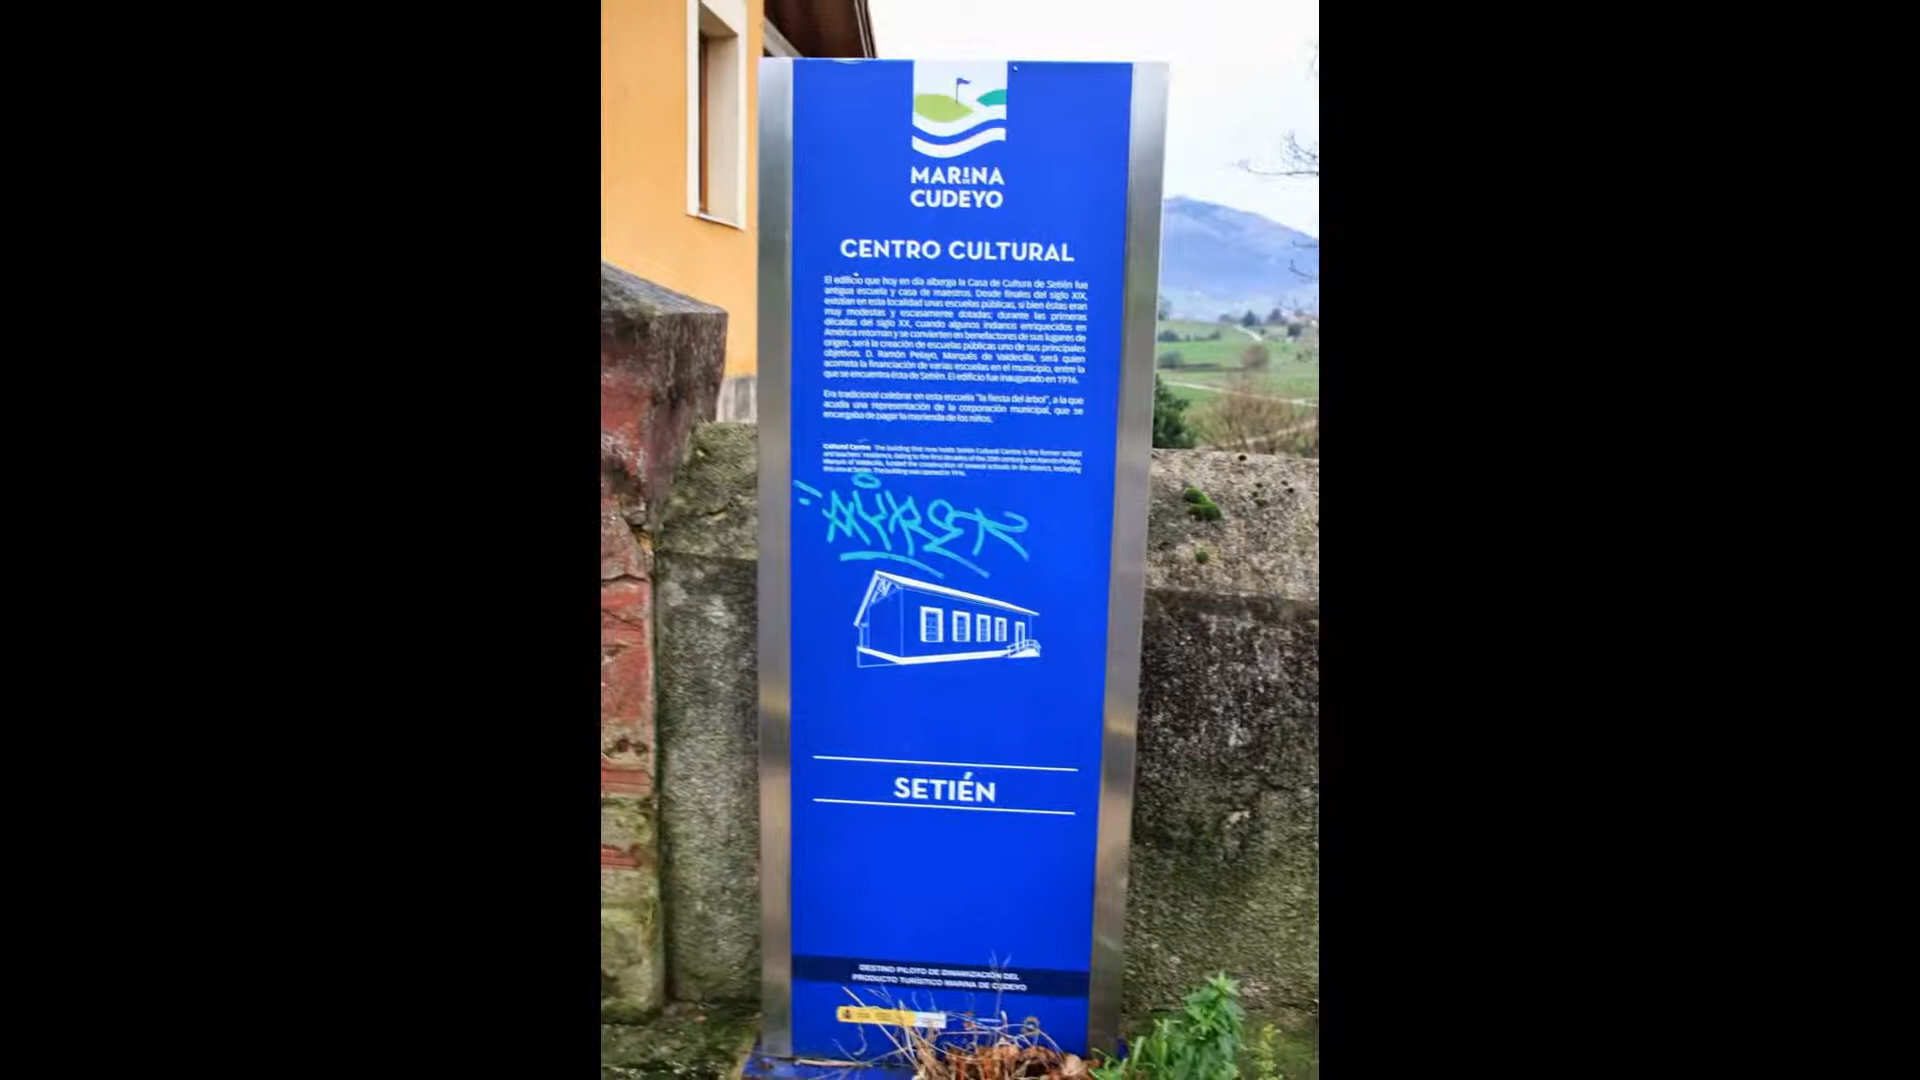 MARINA
DE
CUDEYO
CENTRO CULTURAL
El edificio que hoy en día alberga la Casa de Cultura de Setién fue
antigua escuela y casa de maestros. Desde finales del siglo XIX,
existían en esta localidad unas escuelas públicas, si bien éstas eran
muy modestas y escasamente dotadas; durante las primeras
décadas del siglo XX, cuando algunos indianos enriquecidos en
América retornan y se convierten en benefactores de sus lugares de
origen, será la creación de escuelas públicas uno de sus principales
objetivos. D. Ramón Pelayo, Marqués de Valdecilla, será quien
acometa la financiación de varias escuelas en el municipio, entre la
que se encuentra ésta de Setién. El edificio fue inaugurado en 1916.
Era tradicional celebrar en esta escuela "la fiesta del árbol", a la que
acudía una representación de la corporación municipal, que se
encargaba de pagar la merienda de los niños.
Cultural Centre The building that now holds Setién Cultural Centre is the former school
and teachers' residence, dating to the first decades of the 20th century. Don Ramón Pelayo,
Marquis of Valdecilla, funded the construction of several schools in the district, including
this one at Setién. The building was opened in 1916.
SETIÉN
DESTINO PILOTO DE DINAMIZACIÓN DEL
PRODUCTO TURÍSTICO MARINA DE CUDEYO